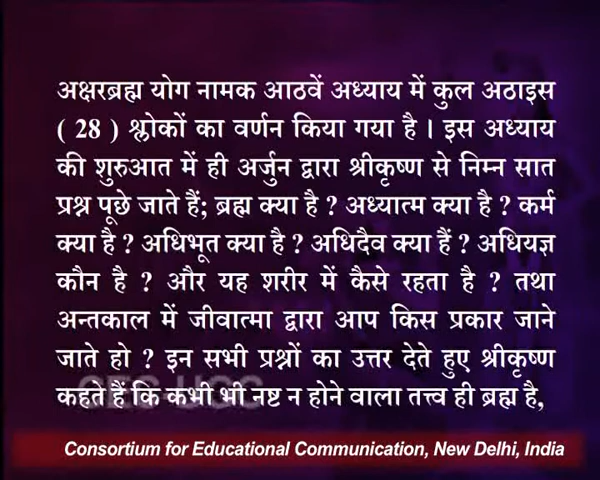 अक्षरब्रह्म योग नामक आठवें अध्याय में कुल अठाइस
( 28 ) श्लोकों का वर्णन किया गया है । इस अध्याय
की शुरुआत में ही अर्जुन द्वारा श्रीकृष्ण से निम्न सात
प्रश्न पूछे जाते हैं; ब्रह्म क्या है ? अध्यात्म क्या है ? कर्म
क्या है ? अधिभूत क्या है ? अधिदैव क्या हैं ? अधियज्ञ
कौन है ? और यह शरीर में कैसे रहता है ? तथा
अन्तकाल में जीवात्मा द्वारा आप किस प्रकार जाने
जाते हो ? इन सभी प्रश्नों का उत्तर देते हुए श्रीकृष्ण
कहते हैं कि कभी भी नष्ट न होने वाला तत्त्व ही ब्रह्म है,
CEC-UGC
Consortium for Educational Communication, New Delhi, India